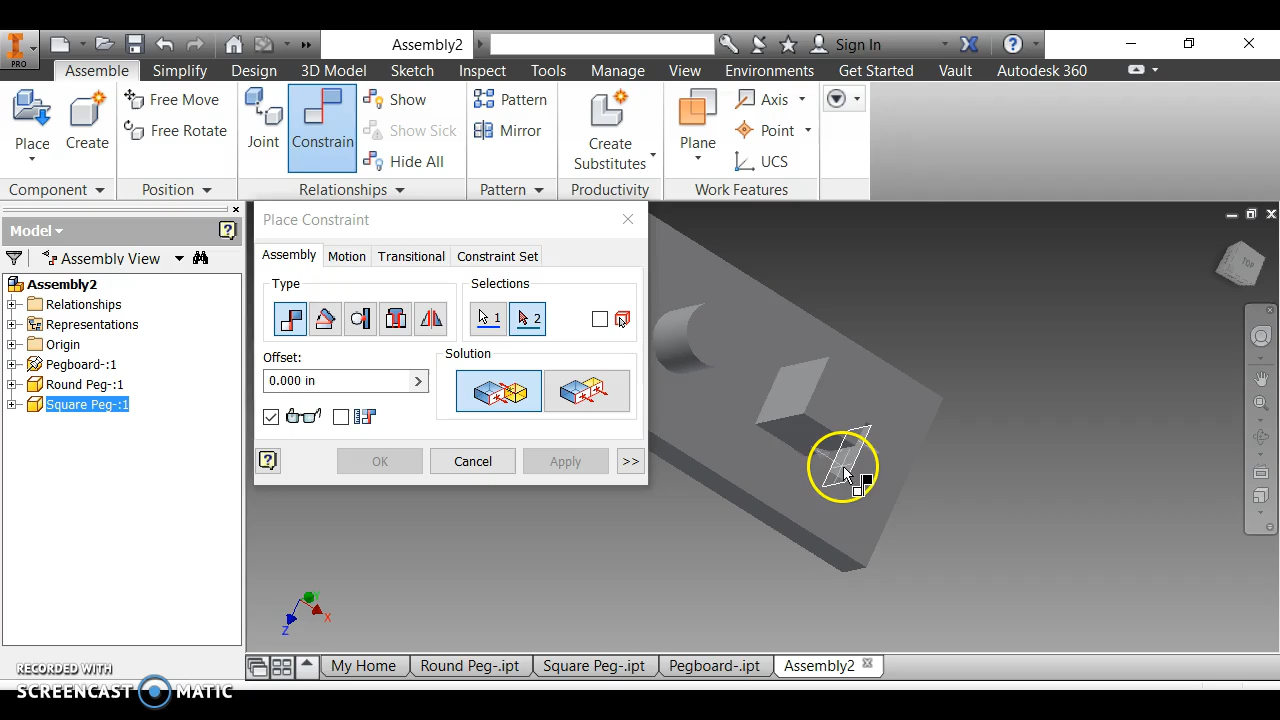 PRO
Assembly2
Sign In
Assemble Simplify Design 3D Model Sketch Inspect Tools Manage View Environments Get Started Vault Autodesk 360
Place
Create
Free Move
Free Rotate
Joint
Constrain
Show
Show Sick
Hide All
Pattern
Mirror
Create
Substitutes
Plane
Axis
Point
UCS
Component
Position
Relationships
Pattern
Productivity
Work Features
Model
Assembly View
Assembly2
Relationships
Representations
Origin
Pegboard-:1
Round Peg-:1
Square Peg-:1
Place Constraint
Assembly Motion Transitional Constraint Set
Type
Selections
1
2
Offset:
0.000 in
Solution
OK
Cancel
Apply
>>
TOP
Y
X
Z
My Home
Round Peg-.ipt
Square Peg-.ipt
Pegboard-.ipt
Assembly2
RECORDED WITH
SCREENCAST MATIC